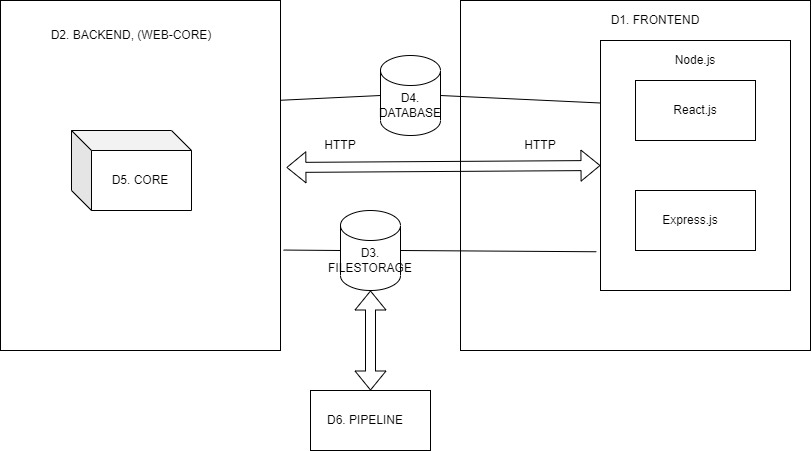 D1. FRONTEND
D2. BACKEND, (WEB-CORE)
Node.js
D4.
DATABASE
React.js
HTTP
HTTP
D5. CORE
Express.js
D3.
FILESTORAGE
D6. PIPELINE